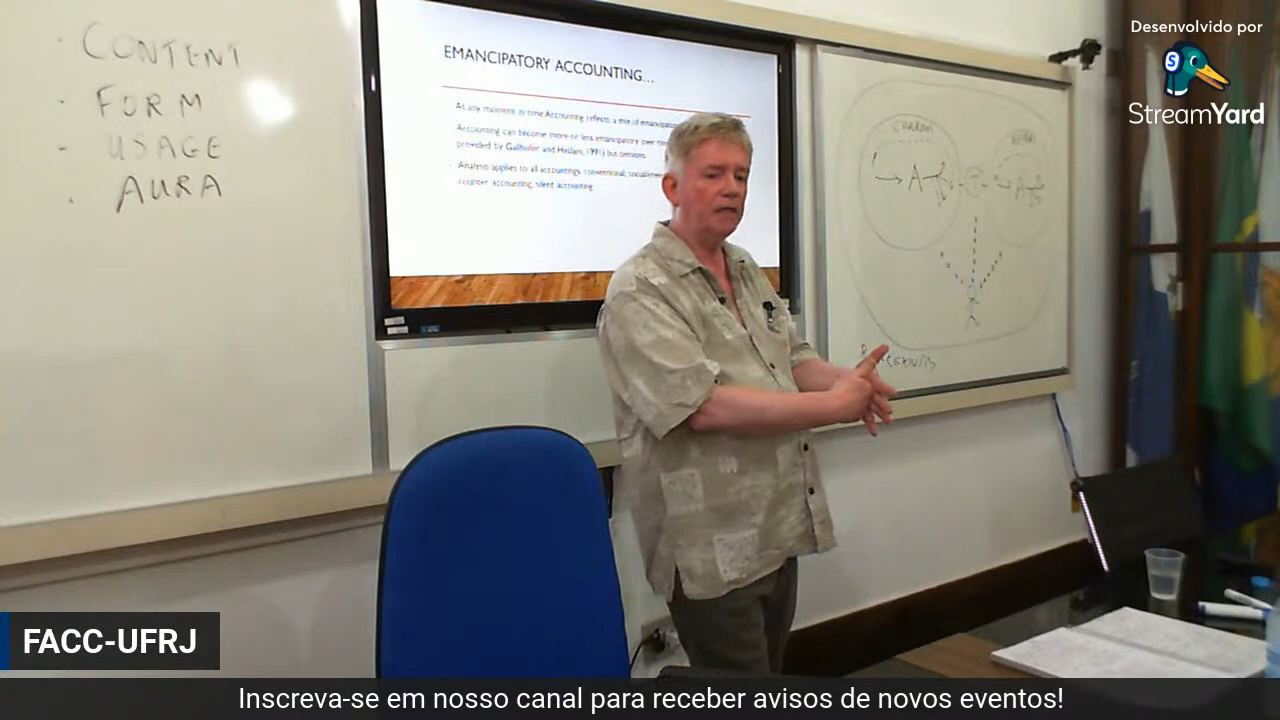 CONTENT
FORM
USAGE
AURA
EMANCIPATORY ACCOUNTING...
At any moment in time Accounting reflects a mix of
Accounting can become more or less emancipatory over
provided by Gallhofer and Haslam, 1991) but tensions
Analysis applies to all accountings: conventional;
counter accounting; silent accounting
A
A
Desenvolvido por
StreamYard
FACC-UFRJ
Inscreva-se em nosso canal para receber avisos de novos eventos!